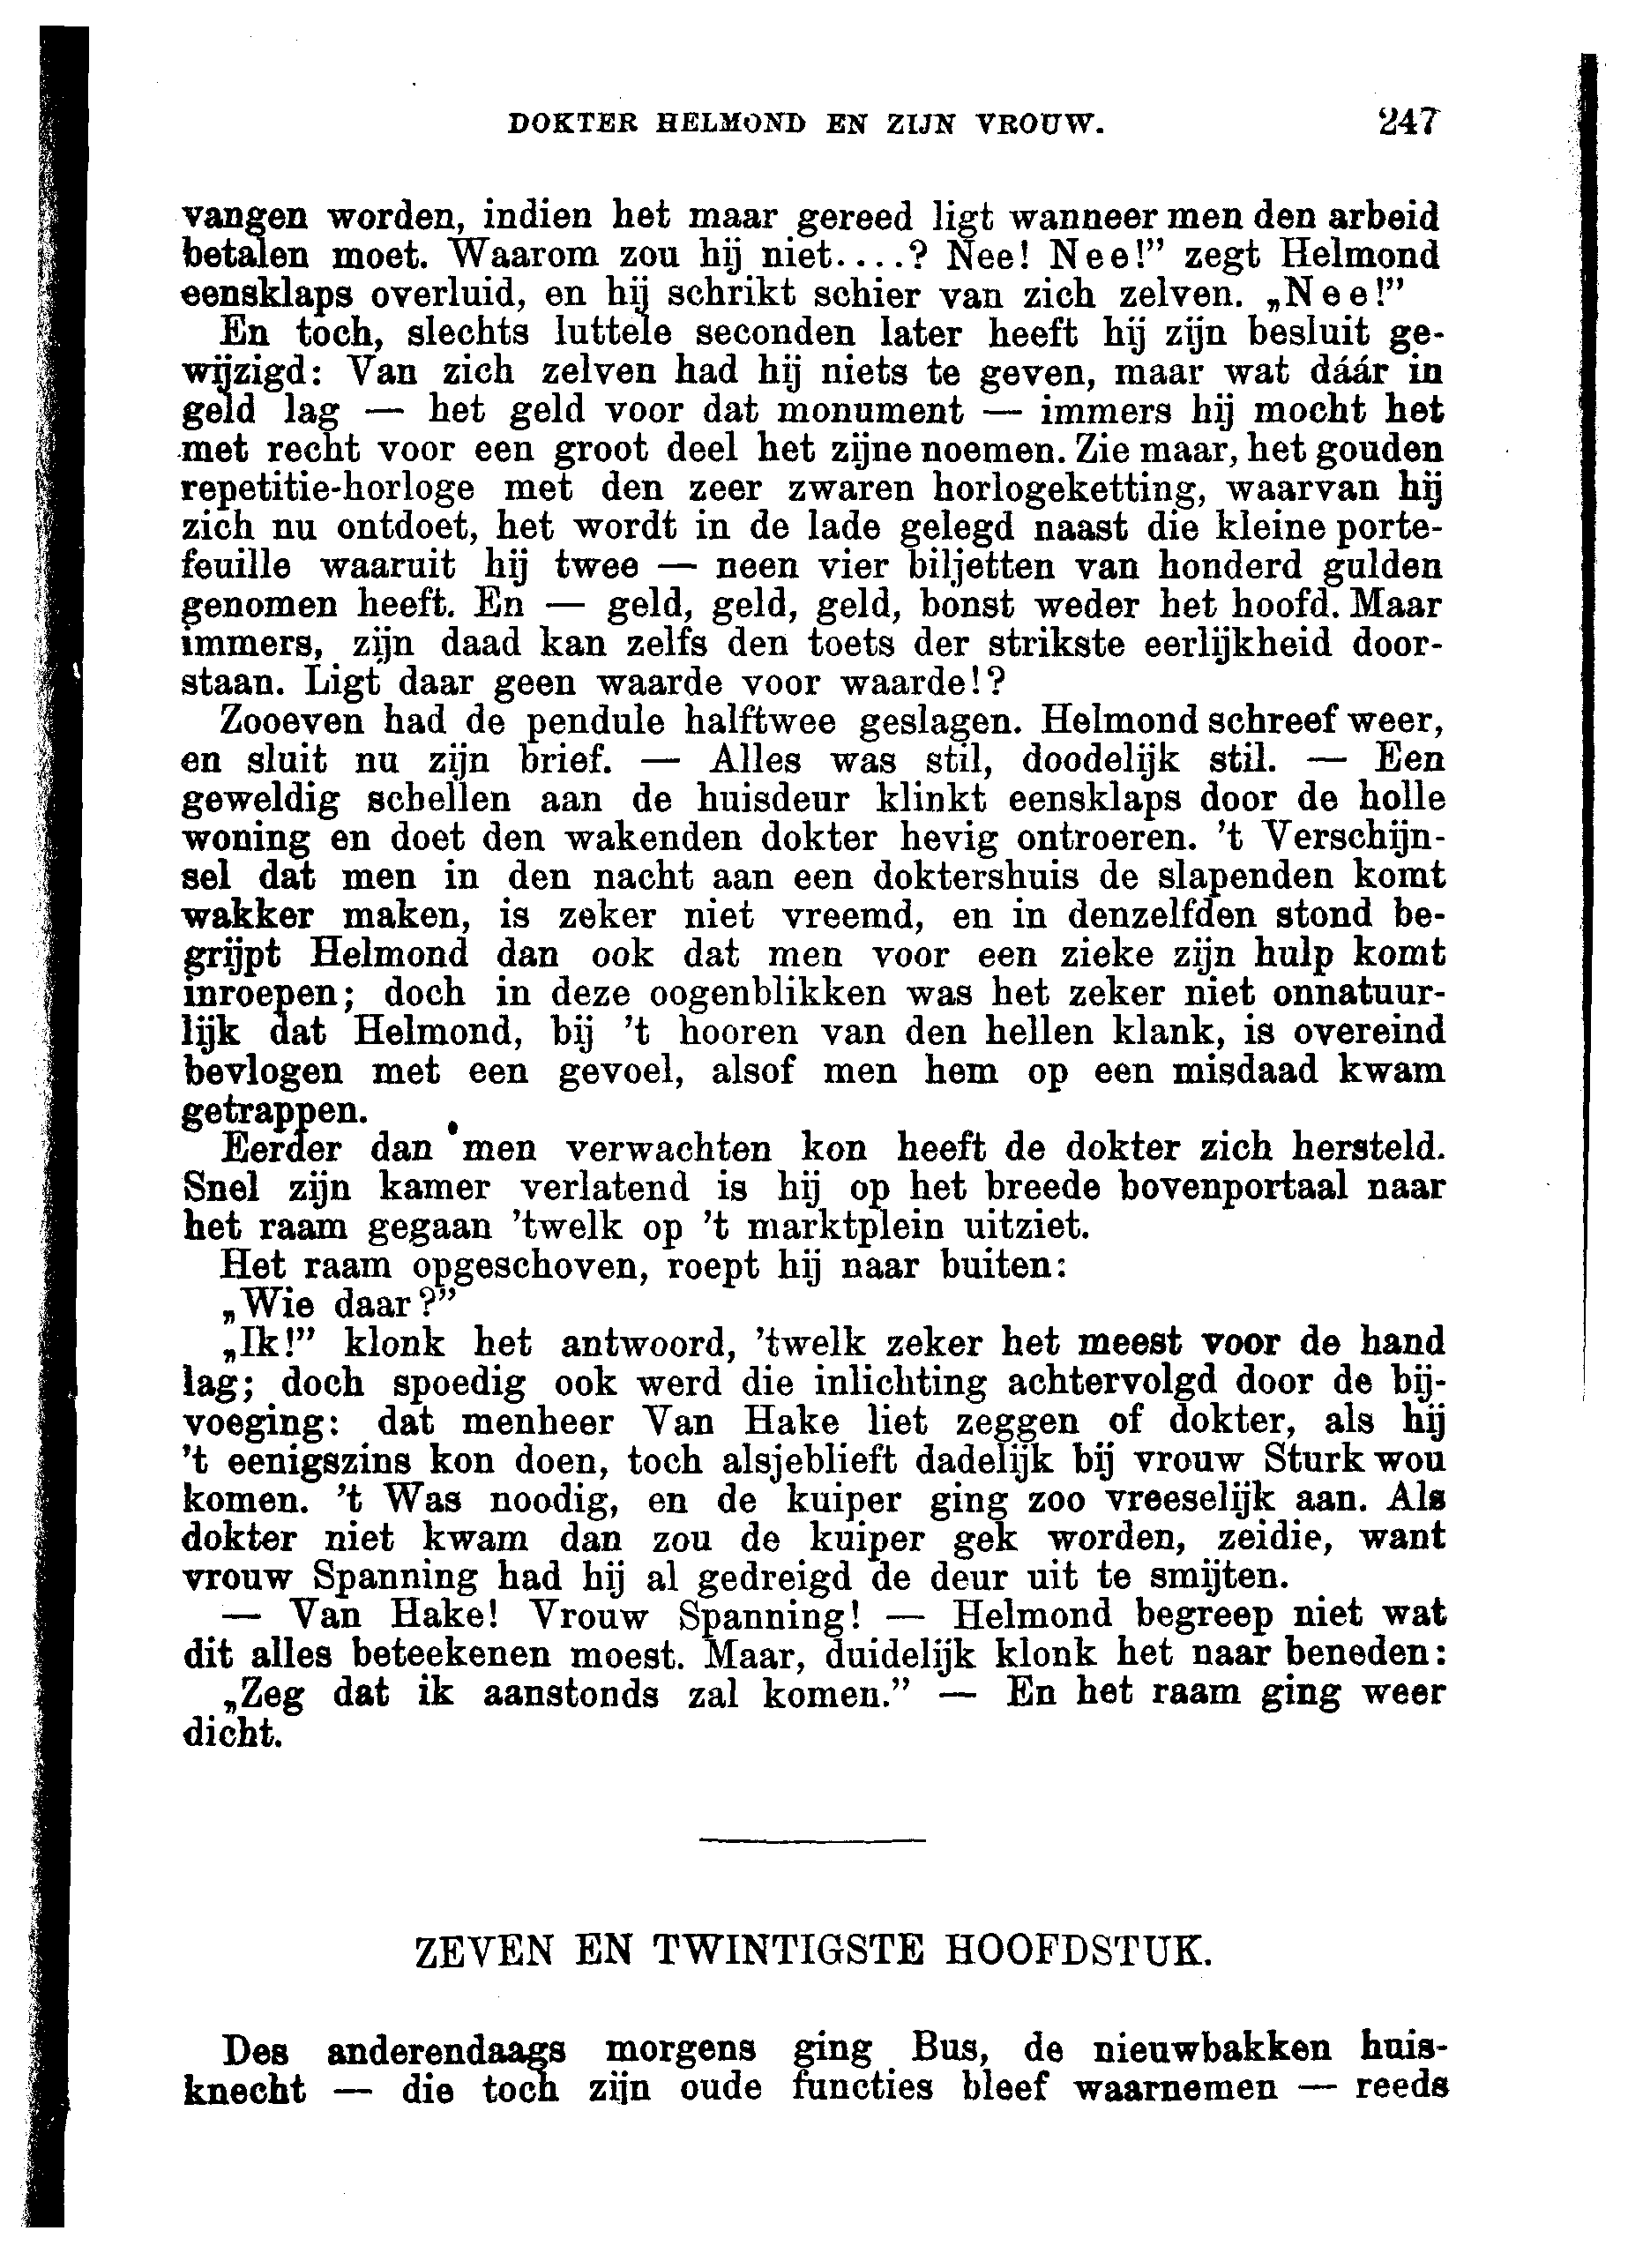 DOKTER HELMOND EN ZIJN VROUW. 247
vangen worden, indien het maar gereed ligt wanneer men den arbeid
betalen moet. Waarom zou hij niet....? Nee! Nee!” zegt Helmond
eensklaps overluid, en hij schrikt schier van zich zelven. „Nee!”
En toch, slechts luttele seconden later heeft hij zijn besluit ge-
wijzigd: Van zich zelven had hij niets te geven, maar wat dáár in
geld lag — het geld voor dat monument — immers hij mocht het
met recht voor een groot deel het zijne noemen. Zie maar, het gouden
repetitie-horloge met den zeer zwaren horlogeketting, waarvan hij
zich nu ontdoet, het wordt in de lade gelegd naast die kleine porte-
feuille waaruit hij twee — neen vier biljetten van honderd gulden
genomen heeft. En — geld, geld, geld, bonst weder het hoofd. Maar
immers, zijn daad kan zelfs den toets der strikste eerlijkheid door-
staan. Ligt daar geen waarde voor waarde!?
Zooeven had de pendule halftwee geslagen. Helmond schreef weer,
en sluit nu zijn brief. — Alles was stil, doodelijk stil. — Een
geweldig schellen aan de huisdeur klinkt eensklaps door de holle
woning en doet den wakenden dokter hevig ontroeren. ’t Verschijn-
sel dat men in den nacht aan een doktershuis de slapenden komt
wakker maken, is zeker niet vreemd, en in denzelfden stond be-
grijpt Helmond dan ook dat men voor een zieke zijn hulp komt
inroepen; doch in deze oogenblikken was het zeker niet onnatuur-
lijk dat Helmond, bij ’t hooren van den hellen klank, is overeind
bevlogen met een gevoel, alsof men hem op een misdaad kwam
getrappen.
Eerder dan men verwachten kon heeft de dokter zich hersteld.
Snel zijn kamer verlatend is hij op het breede bovenportaal naar
het raam gegaan ’twelk op ’t marktplein uitziet.
Het raam opgeschoven, roept hij naar buiten:
„Wie daar?”
„Ik!” klonk het antwoord, ’twelk zeker het meest voor de hand
lag; doch spoedig ook werd die inlichting achtervolgd door de bij-
voeging: dat menheer Van Hake liet zeggen of dokter, als hij
’t eenigszins kon doen, toch alsjeblieft dadelijk bij vrouw Sturk wou
komen. ’t Was noodig, en de kuiper ging zoo vreeselijk aan. Als
dokter niet kwam dan zou de kuiper gek worden, zeidie, want
vrouw Spanning had hij al gedreigd de deur uit te smijten.
— Van Hake! Vrouw Spanning! — Helmond begreep niet wat
dit alles beteekenen moest. Maar, duidelijk klonk het naar beneden:
„Zeg dat ik aanstonds zal komen.” — En het raam ging weer
dicht.
ZEVEN EN TWINTIGSTE HOOFDSTUK.
Des anderendaags morgens ging Bus, de nieuwbakken huis-
knecht — die toch zijn oude functies bleef waarnemen — reeds